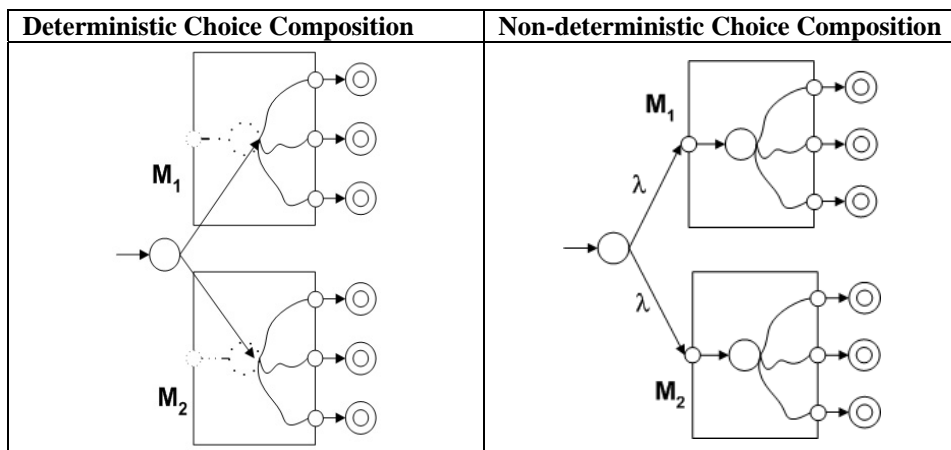 Deterministic Choice Composition
Non-deterministic Choice Composition
M1
M2
λ
λ
M1
M2